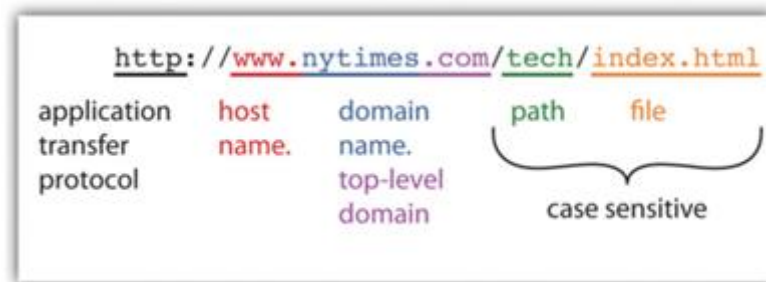 http://www.nytimes.com/tech/index.html
application host domain path file
transfer name. name.
protocol top-level
domain
case sensitive